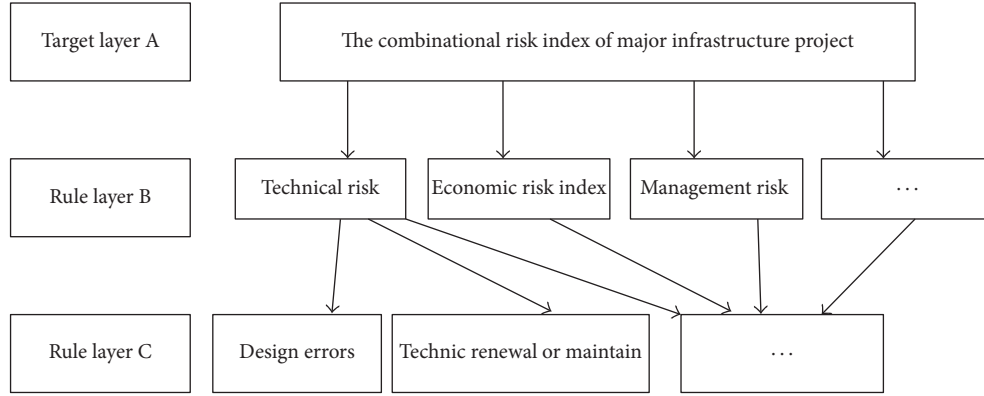 Target layer A
The combinational risk index of major infrastructure project
Rule layer B
Technical risk
Economic risk index
Management risk
...
Rule layer C
Design errors
Technic renewal or maintain
...